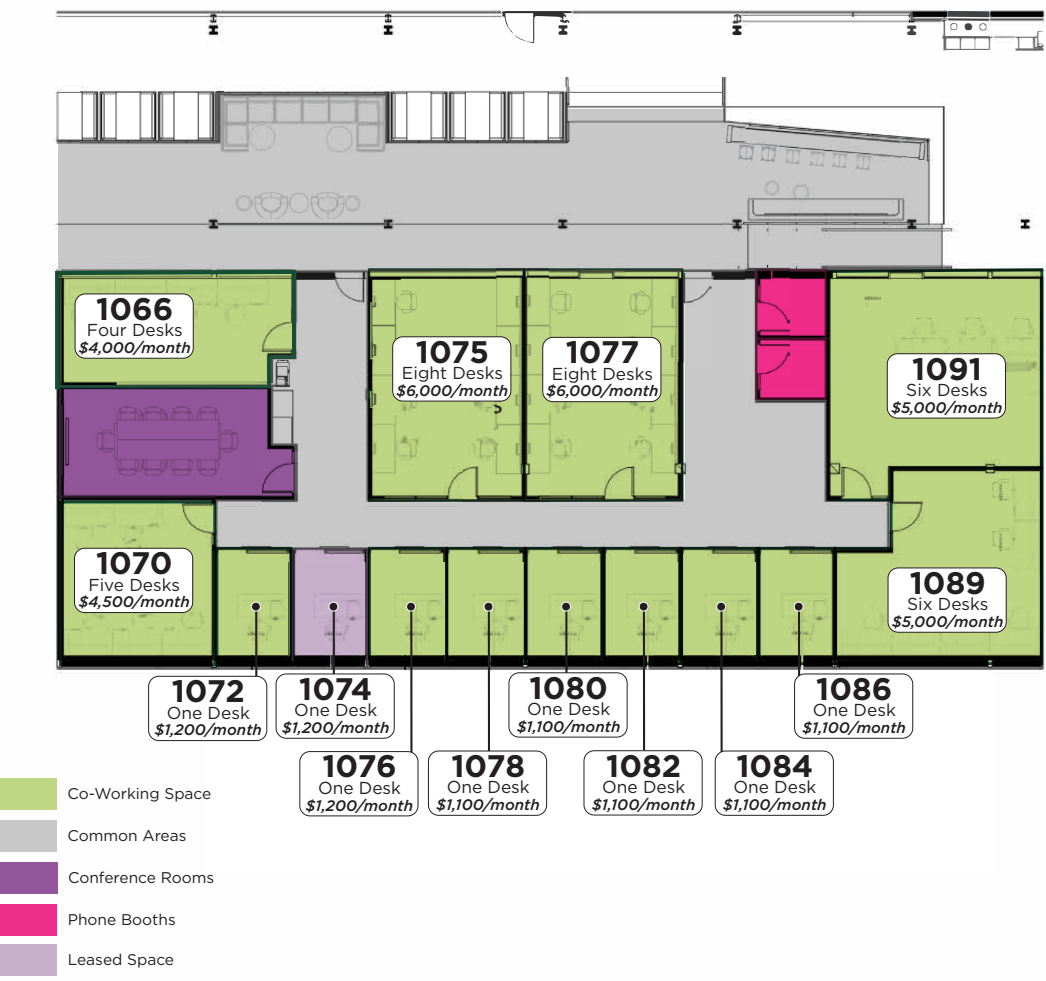 1066
Four Desks
$4,000/month
1075
Eight Desks
$6,000/month
1077
Eight Desks
$6,000/month
1091
Six Desks
$5,000/month
1070
Five Desks
$4,500/month
1089
Six Desks
$5,000/month
1072
One Desk
$1,200/month
1074
One Desk
$1,200/month
1080
One Desk
$1,100/month
1086
One Desk
$1,100/month
1076
One Desk
$1,200/month
1078
One Desk
$1,100/month
1082
One Desk
$1,100/month
1084
One Desk
$1,100/month
Co-Working Space
Common Areas
Conference Rooms
Phone Booths
Leased Space